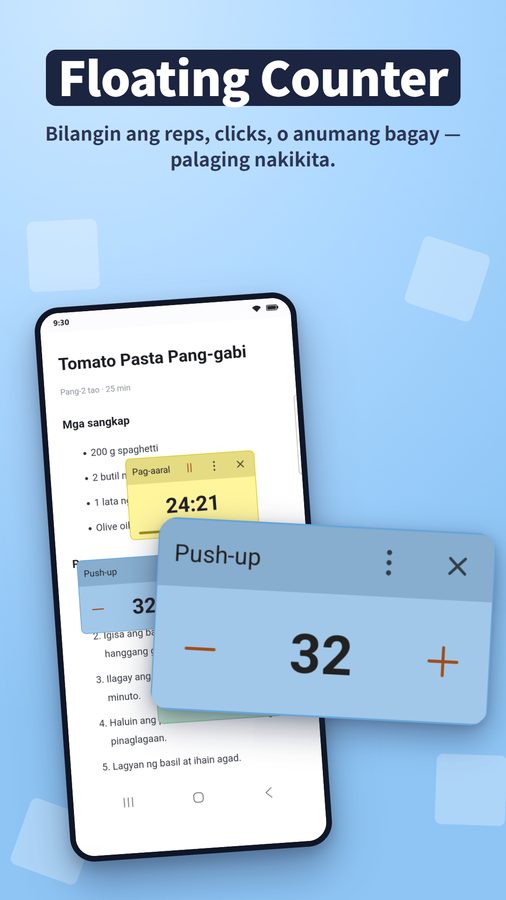 Floating Counter
Bilangin ang reps, clicks, o anumang bagay —
palaging nakikita.
9:30
Tomato Pasta Pang-gabi
Pang-2 tao · 25 min
Mga sangkap
• 200 g spaghetti
• 2 butil
• 1 lata
• Olive oil
Pag-aaral
24:21
Push-up
− 32
Push-up
− 32 +
2. Igisa ang
hanggang
3. Ilagay ang
minuto.
4. Haluin ang
pinaglagaan.
5. Lagyan ng basil at ihain agad.